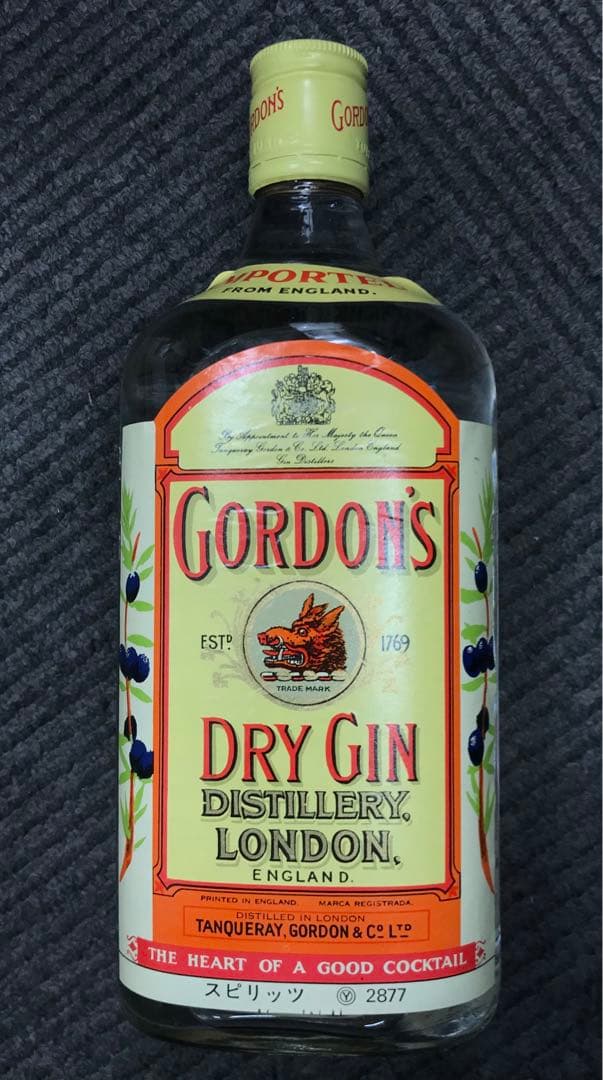 GORDON'S
IMPORTED
FROM ENGLAND.
By Appointment to Her Majesty the Queen
Tanqueray Gordon & Co. Ltd. London England
Gin Distillers
GORDON'S
ESTD 1769
TRADE MARK
DRY GIN
DISTILLERY,
LONDON,
ENGLAND.
PRINTED IN ENGLAND. MARCA REGISTRADA.
DISTILLED IN LONDON
TANQUERAY, GORDON & Co LTD
THE HEART OF A GOOD COCKTAIL
スピリッツ Ⓨ 2877